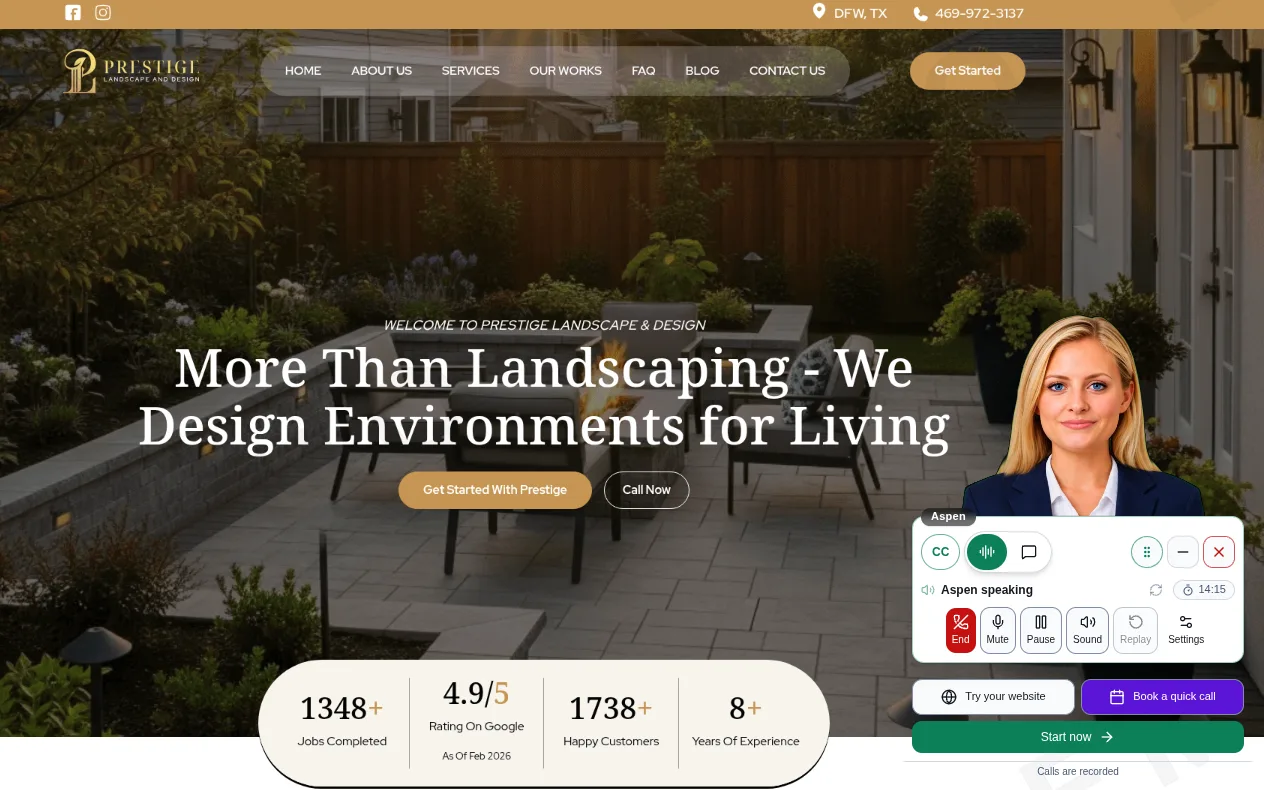 DFW, TX
469-972-3137
PRESTIGE
LANDSCAPE AND DESIGN
HOME
ABOUT US
SERVICES
OUR WORKS
FAQ
BLOG
CONTACT US
Get Started
WELCOME TO PRESTIGE LANDSCAPE & DESIGN
More Than Landscaping - We
Design Environments for Living
Get Started With Prestige
Call Now
1348+
Jobs Completed
4.9/5
Rating On Google
As Of Feb 2026
1738+
Happy Customers
8+
Years Of Experience
Aspen
CC
Aspen speaking
14:15
End
Mute
Pause
Sound
Replay
Settings
Try your website
Book a quick call
Start now
Calls are recorded